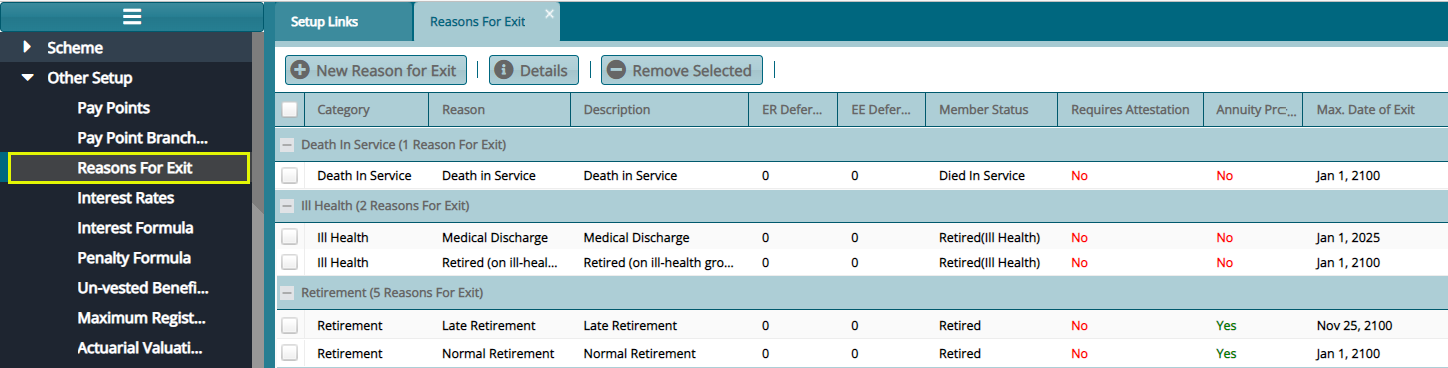 Setup Links Reasons For Exit ×
Scheme
Other Setup
Pay Points
Pay Point Branch...
Reasons For Exit
Interest Rates
Interest Formula
Penalty Formula
Un-vested Benefi...
Maximum Regist...
Actuarial Valuati...
New Reason for Exit Details Remove Selected
Category Reason Description ER Defer... EE Defer... Member Status Requires Attestation Annuity Prc... Max. Date of Exit
Death In Service (1 Reason For Exit)
Death In Service Death in Service Death in Service 0 0 Died In Service No No Jan 1, 2100
Ill Health (2 Reasons For Exit)
Ill Health Medical Discharge Medical Discharge 0 0 Retired(Ill Health) No No Jan 1, 2025
Ill Health Retired (on ill-heal... Retired (on ill-health gro... 0 0 Retired(Ill Health) No No Jan 1, 2100
Retirement (5 Reasons For Exit)
Retirement Late Retirement Late Retirement 0 0 Retired No Yes Nov 25, 2100
Retirement Normal Retirement Normal Retirement 0 0 Retired No Yes Jan 1, 2100